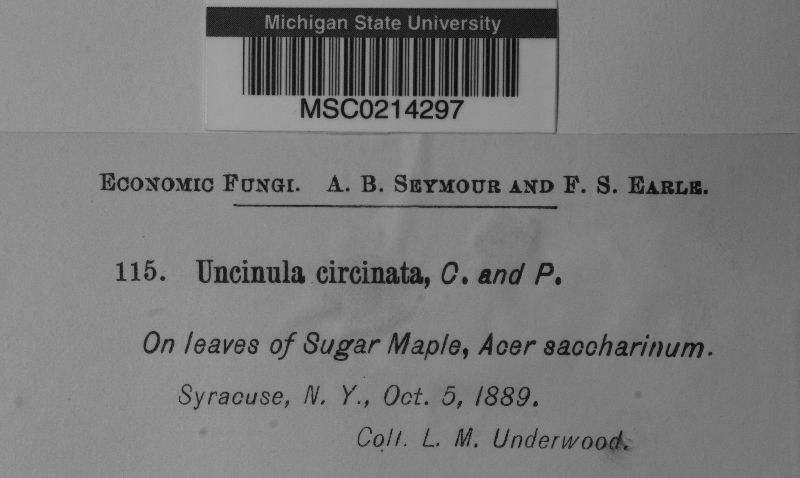 Michigan State University
MSC0214297
Economic Fungi. A. B. Seymour and F. S. Earle.
115. Uncinula circinata, C. and P.
On leaves of Sugar Maple, Acer saccharinum.
Syracuse, N. Y., Oct. 5, 1889.
Coll. L. M. Underwood.